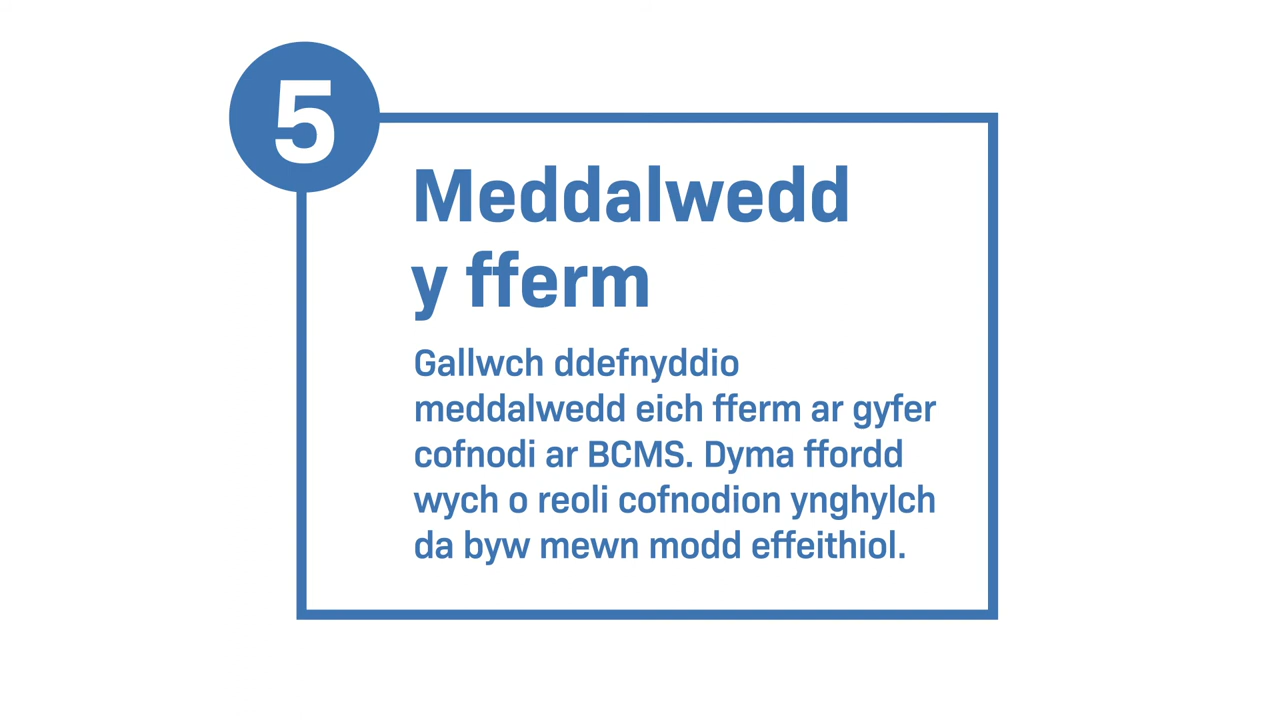 5
Meddalwedd
y fferm
Gallwch ddefnyddio
meddalwedd eich fferm ar gyfer
cofnodi ar BCMS. Dyma ffordd
wych o reoli cofnodion ynghylch
da byw mewn modd effeithiol.